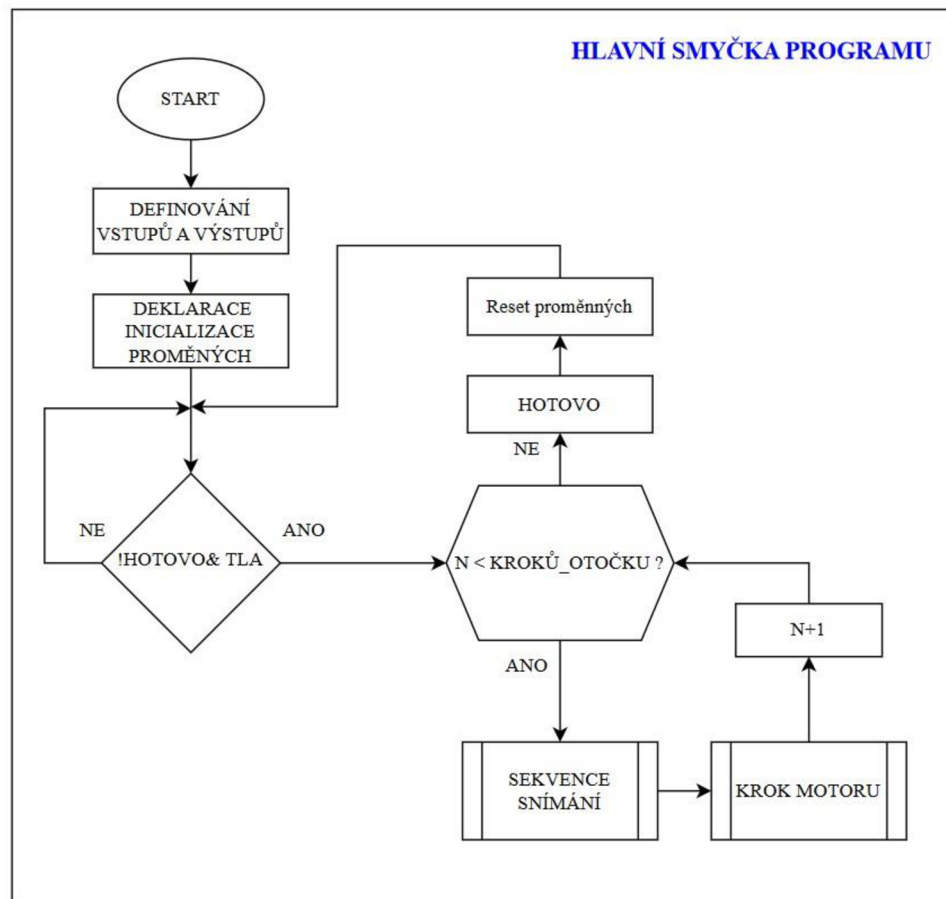 HLAVNÍ SMYČKA PROGRAMU
START
DEFINOVÁNÍ
VSTUPŮ A VÝSTUPŮ
DEKLARACE
INICIALIZACE
PROMĚNÝCH
Reset proměnných
HOTOVO
NE
NE
!HOTOVO& TLA
ANO
N < KROKŮ_OTOČKU ?
N+1
ANO
SEKVENCE
SNÍMÁNÍ
KROK MOTORU